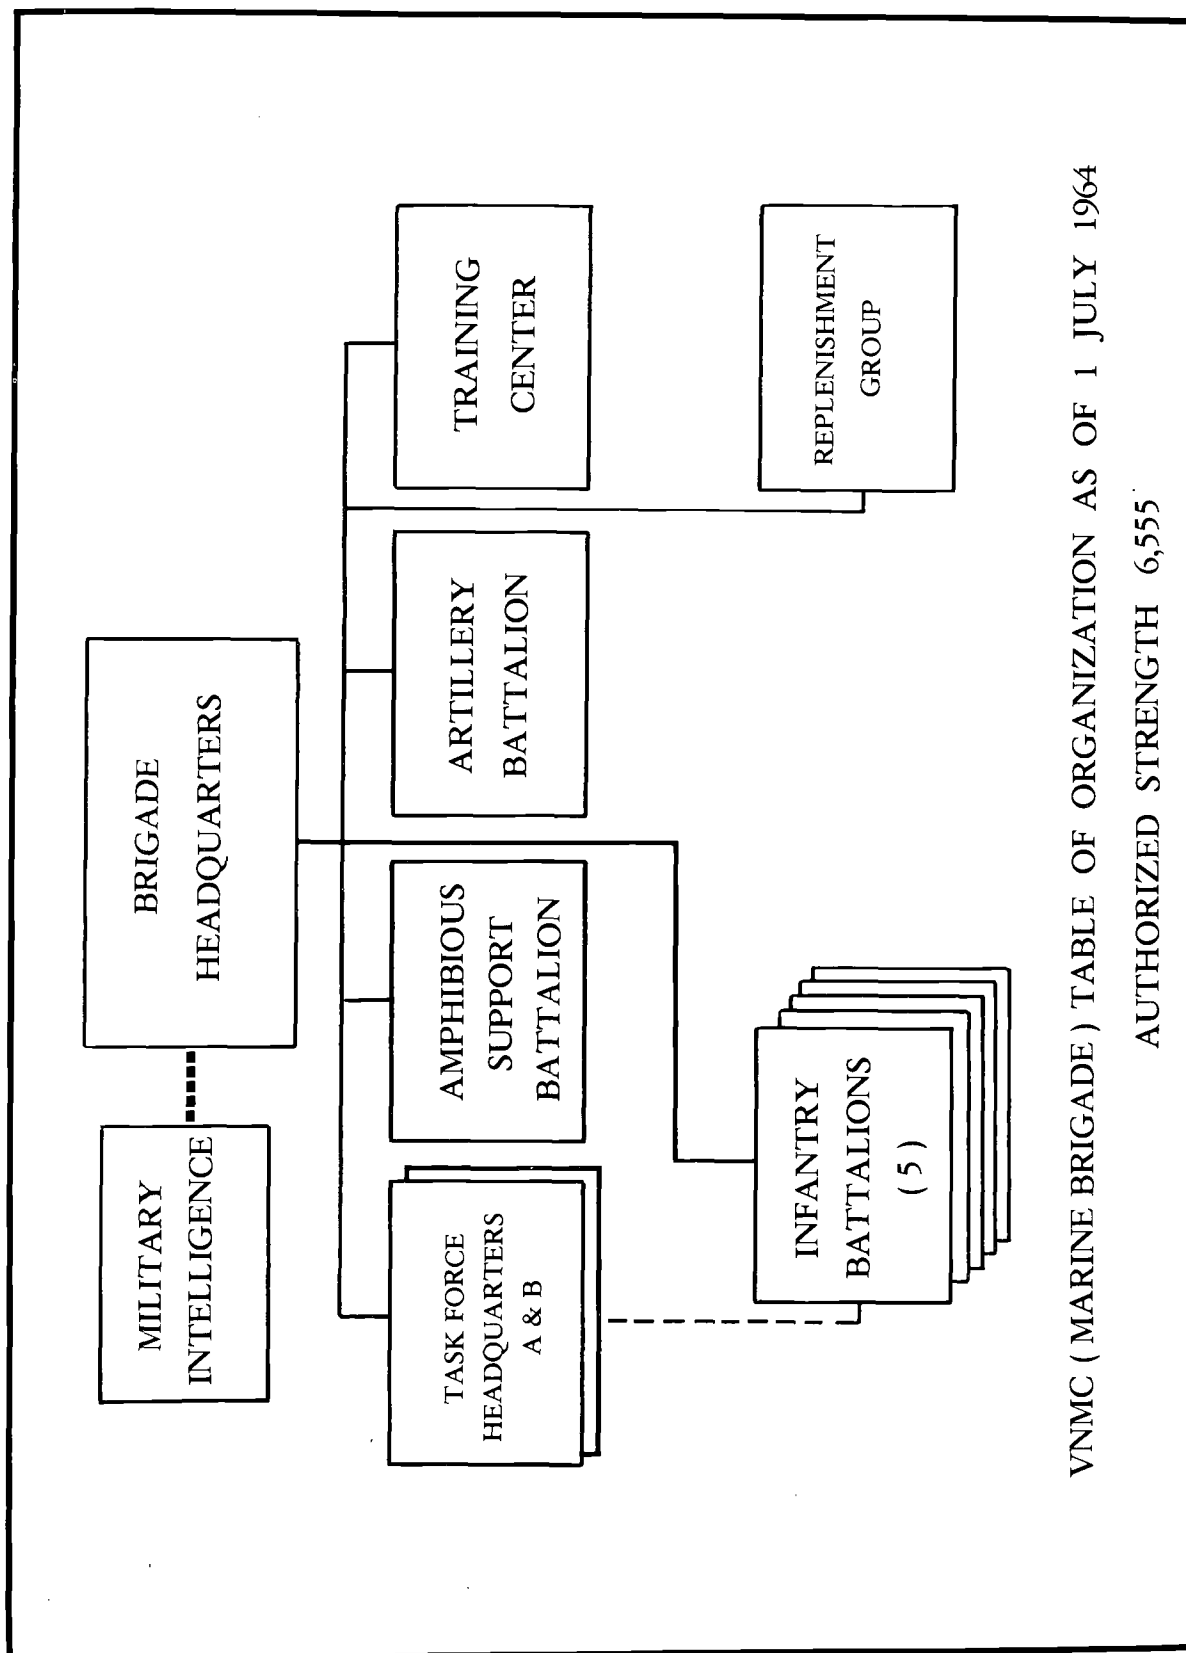 MILITARY
INTELLIGENCE
BRIGADE
HEADQUARTERS
TASK FORCE
HEADQUARTERS
A & B
AMPHIBIOUS
SUPPORT
BATTALION
ARTILLERY
BATTALION
TRAINING
CENTER
INFANTRY
BATTALIONS
( 5 )
REPLENISHMENT
GROUP
VNMC ( MARINE BRIGADE ) TABLE OF ORGANIZATION AS OF 1 JULY 1964
AUTHORIZED STRENGTH 6,555